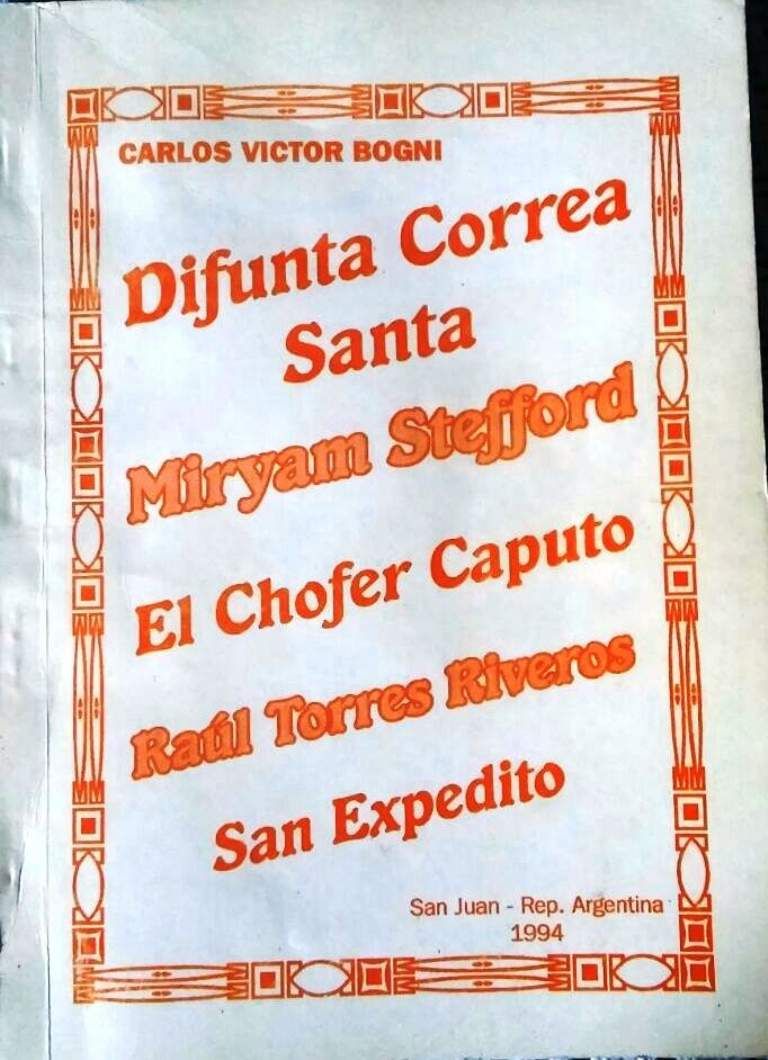 CARLOS VICTOR BOGNI
Difunta Correa
Santa
Miryam Stefford
El Chofer Caputo
Raúl Torres Riveros
San Expedito
San Juan - Rep. Argentina
1994